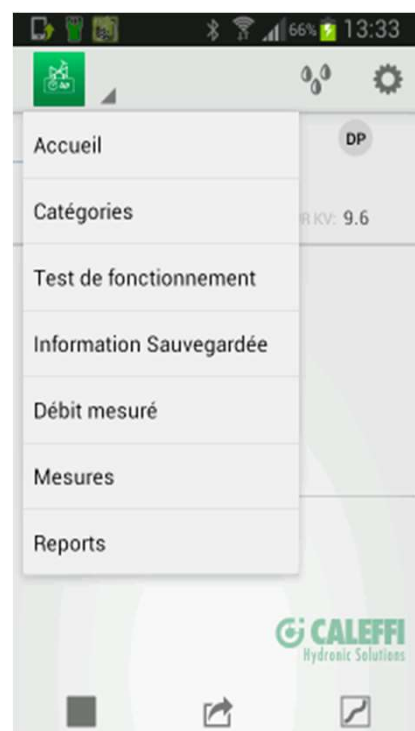 66% 13:33
Accueil
DP
Catégories
R KV: 9.6
Test de fonctionnement
Information Sauvegardée
Débit mesuré
Mesures
Reports
CALEFFI
Hydronic Solutions